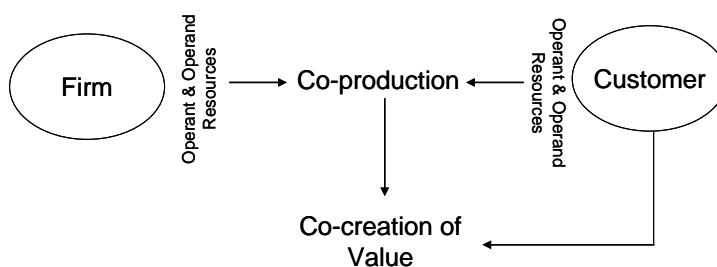 Firm
Operant & Operand
Resources
Co-production
Operant & Operand
Resources
Customer
Co-creation of
Value